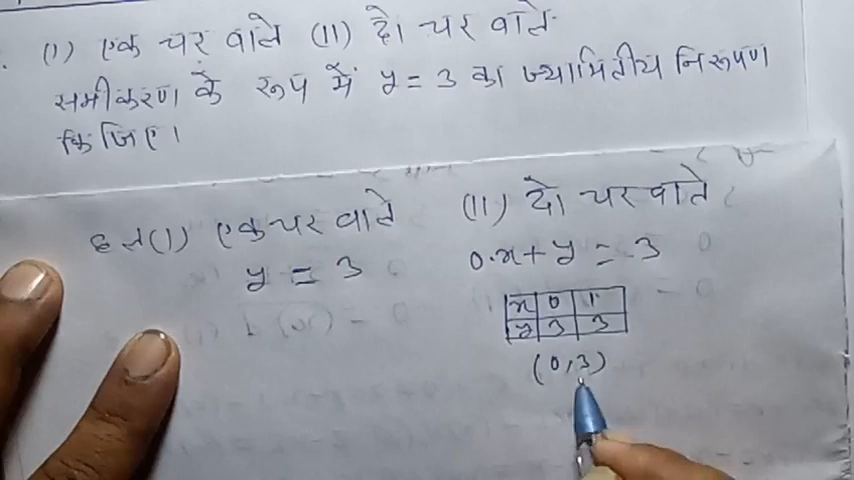 (I) एक चर वाले (II) दो चर वाले
समीकरण के रूप में y = 3 का ज्यामितीय निरूपण
किजिए।
हल (I) एक चर वाले
y = 3
(II) दो चर वाले
0.x + y = 3
x 0 1
y 3 3
(0,3)